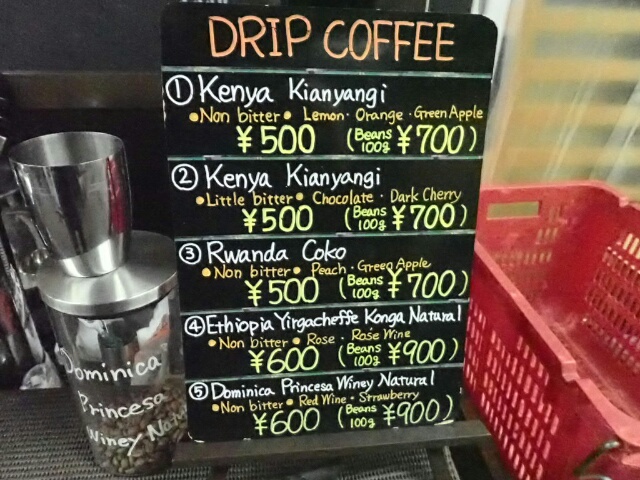 DRIP COFFEE
① Kenya Kianyangi
Non bitter Lemon · Orange · Green Apple
¥500 (Beans 100g ¥700)
② Kenya Kianyangi
Little bitter Chocolate · Dark Cherry
¥500 (Beans 100g ¥700)
③ Rwanda Coko
Non bitter Peach · Green Apple
¥500 (Beans 100g ¥700)
④ Ethiopia Yirgacheffe Konga Natural
Non bitter Rose · Rose Wine
¥600 (Beans 100g ¥900)
⑤ Dominica Princesa Winey Natural
Non bitter Red Wine · Strawberry
¥600 (Beans 100g ¥900)
Dominica
Princesa
Winey Natu